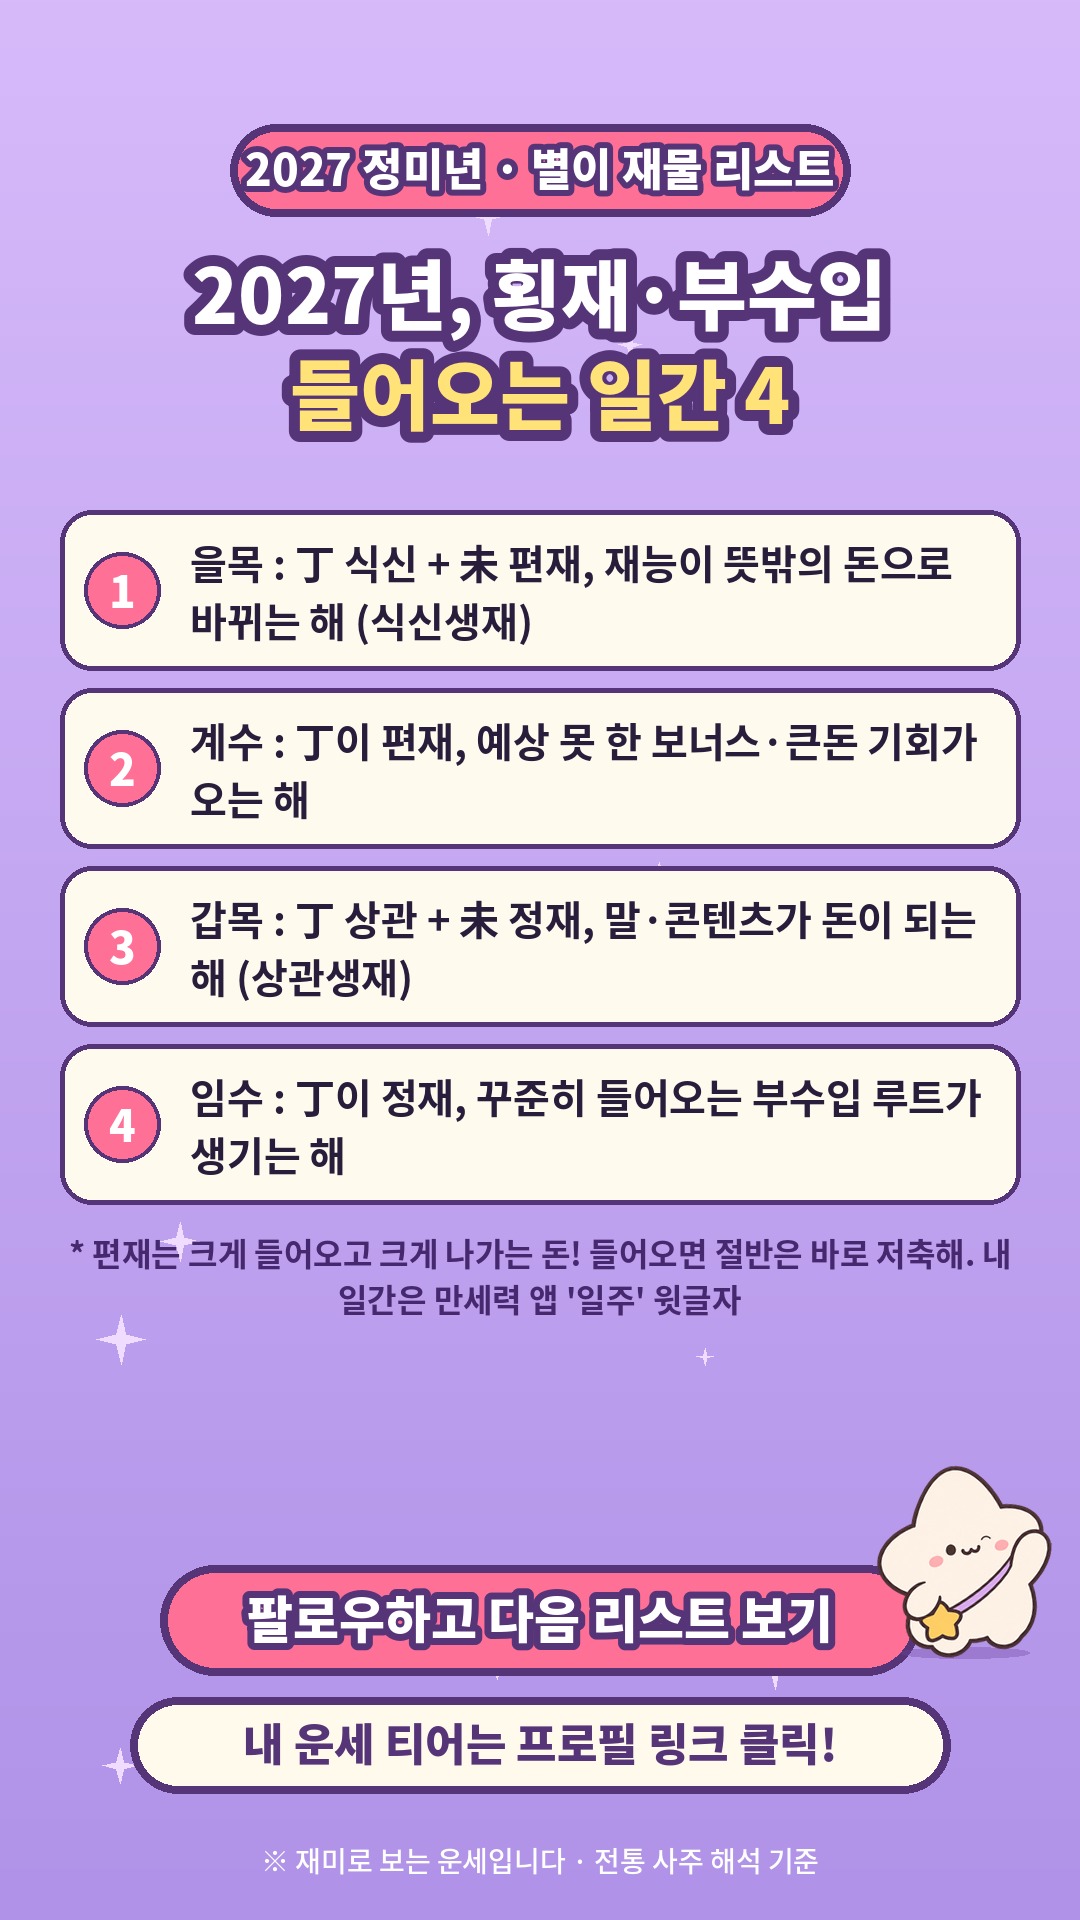 2027 정미년 · 별이 재물 리스트
2027년, 횡재·부수입
들어오는 일간 4
1
을목 : 丁 식신 + 未 편재, 재능이 뜻밖의 돈으로
바뀌는 해 (식신생재)
2
계수 : 丁이 편재, 예상 못 한 보너스·큰돈 기회가
오는 해
3
갑목 : 丁 상관 + 未 정재, 말·콘텐츠가 돈이 되는
해 (상관생재)
4
임수 : 丁이 정재, 꾸준히 들어오는 부수입 루트가
생기는 해
* 편재는 크게 들어오고 크게 나가는 돈! 들어오면 절반은 바로 저축해. 내
일간은 만세력 앱 '일주' 윗글자
팔로우하고 다음 리스트 보기
내 운세 티어는 프로필 링크 클릭!
※ 재미로 보는 운세입니다 · 전통 사주 해석 기준